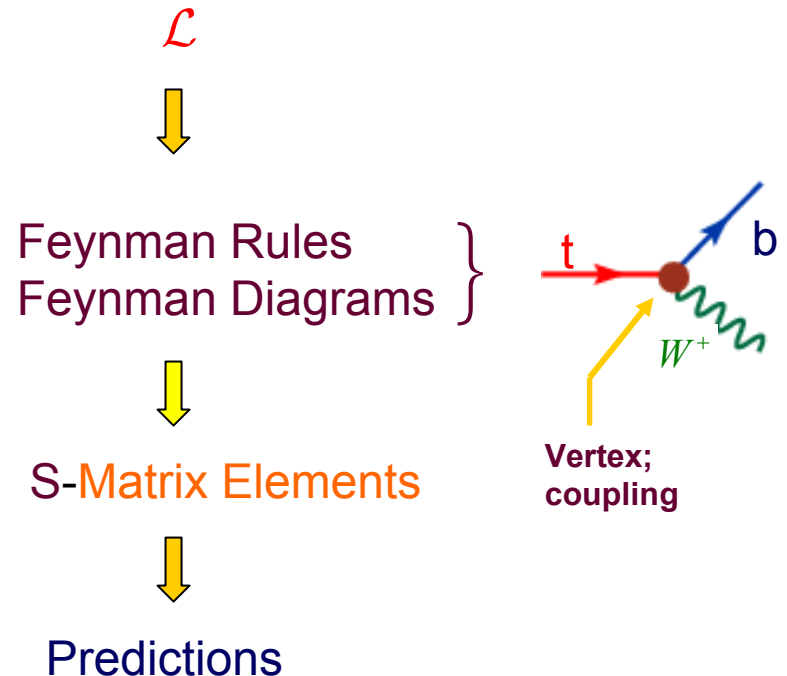 ℒ
Feynman Rules
Feynman Diagrams
t
b
W⁺
Vertex;
coupling
S-Matrix Elements
Predictions